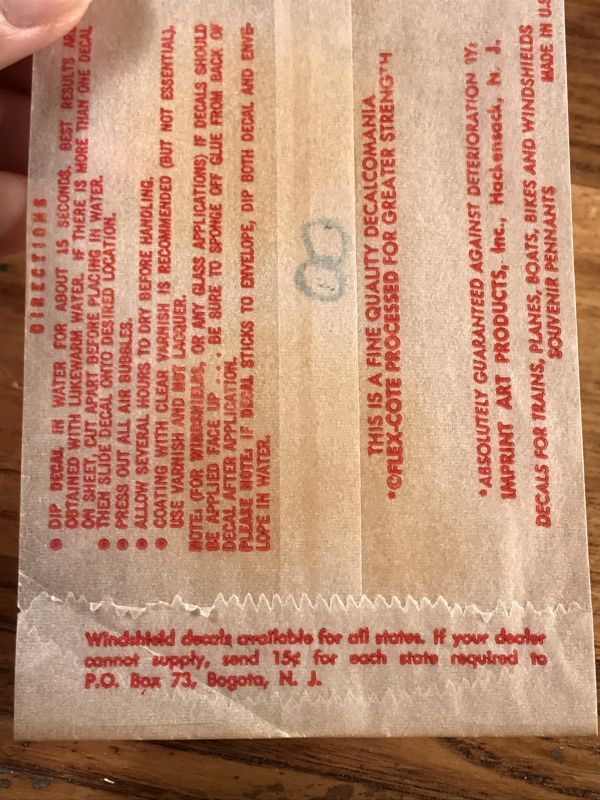 DIRECTIONS
● DIP DECAL IN WATER FOR ABOUT 15 SECONDS. BEST RESULTS ARE
OBTAINED WITH LUKEWARM WATER. IF THERE IS MORE THAN ONE DECAL
ON SHEET, CUT APART BEFORE PLACING IN WATER.
● THEN SLIDE DECAL ONTO DESIRED LOCATION.
● PRESS OUT ALL AIR BUBBLES.
● ALLOW SEVERAL HOURS TO DRY BEFORE HANDLING.
● COATING WITH CLEAR VARNISH IS RECOMMENDED (BUT NOT ESSENTIAL).
USE VARNISH AND NOT LACQUER.
NOTE: (FOR WINDSHIELDS, OR ANY GLASS APPLICATIONS) IF DECALS SHOULD
BE APPLIED FACE UP . . . BE SURE TO SPONGE OFF GLUE FROM BACK OF
DECAL AFTER APPLICATION.
PLEASE NOTE: IF DECAL STICKS TO ENVELOPE, DIP BOTH DECAL AND ENVE-
LOPE IN WATER.
THIS IS A FINE QUALITY DECALCOMANIA
*©FLEX-COTE PROCESSED FOR GREATER STRENGTH
*ABSOLUTELY GUARANTEED AGAINST DETERIORATION BY:
IMPRINT ART PRODUCTS, Inc., Hackensack, N. J.
DECALS FOR TRAINS, PLANES, BOATS, BIKES AND WINDSHIELDS
SOUVENIR PENNANTS
MADE IN U.S.
Windshield decals available for all states. If your dealer
cannot supply, send 15¢ for each state required to
P.O. Box 73, Bogota, N. J.